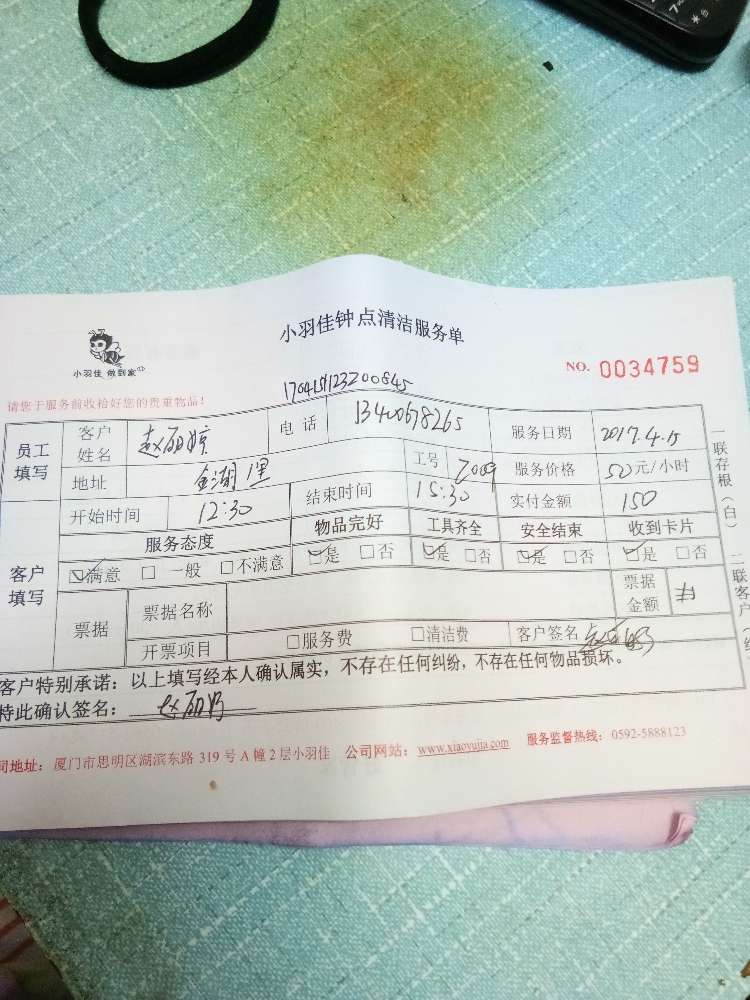 小羽佳钟点清洁服务单
小羽佳 做到家
NO. 0034759
请您于服务前收拾好您的贵重物品！
员工填写 客户姓名 赵丽婷 电话 13400678265 服务日期 2017.4.15
地址 金湖里 工号 2009 服务价格 50元/小时
开始时间 12:30 结束时间 15:30 实付金额 150
客户填写 服务态度 物品完好 工具齐全 安全结束 收到卡片
☑满意 □ 一般 □不满意 ☑是 □否 ☑是 □否 ☑是 □否 ☑是 □否
票据 票据名称 票据金额
开票项目 □服务费 □清洁费 客户签名
客户特别承诺：以上填写经本人确认属实，不存在任何纠纷，不存在任何物品损坏。
特此确认签名：
司地址：厦门市思明区湖滨东路 319 号 A 幢 2 层小羽佳 公司网站：www.xiaoyujia.com 服务监督热线：0592-5888123
一联存根（白）二联客户（